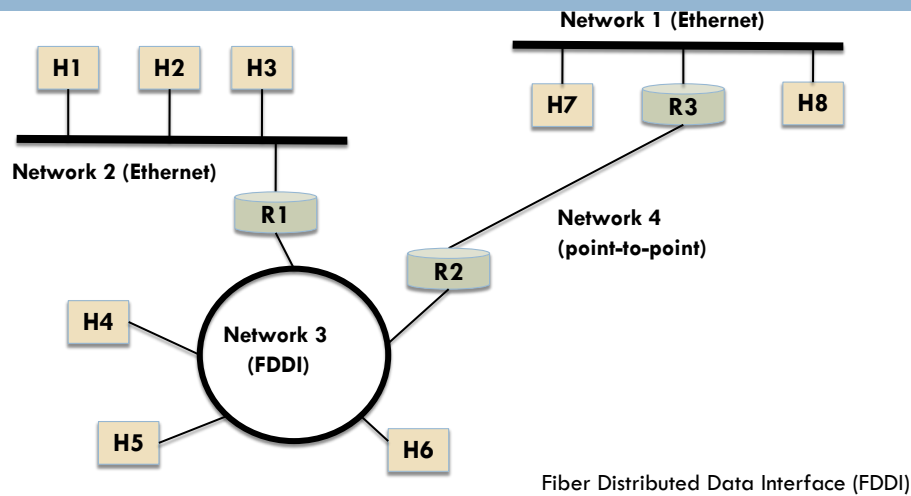 Network 1 (Ethernet)
H1
H2
H3
H7
R3
H8
Network 2 (Ethernet)
R1
Network 4
(point-to-point)
R2
H4
Network 3
(FDDI)
H5
H6
Fiber Distributed Data Interface (FDDI)